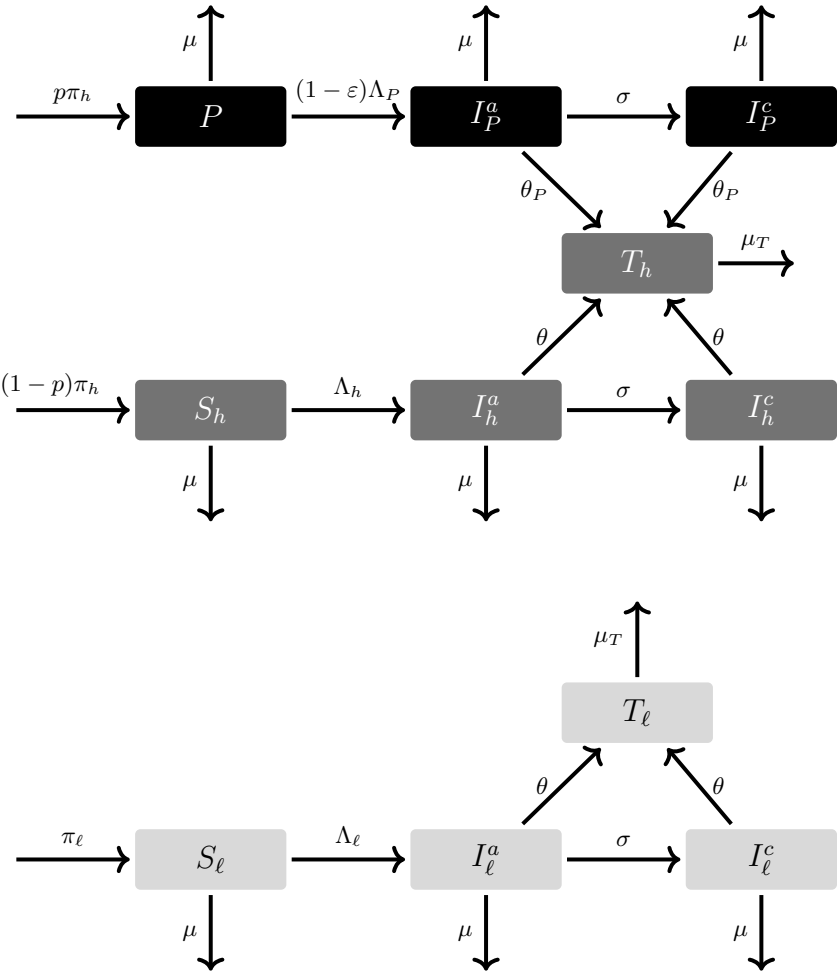 μ μ μ
pπ_h P (1 − ε)Λ_P I_P^a σ I_P^c
θ_P θ_P
T_h μ_T
θ θ
(1 − p)π_h S_h Λ_h I_h^a σ I_h^c
μ μ μ
μ_T
T_ℓ
θ θ
π_ℓ S_ℓ Λ_ℓ I_ℓ^a σ I_ℓ^c
μ μ μ